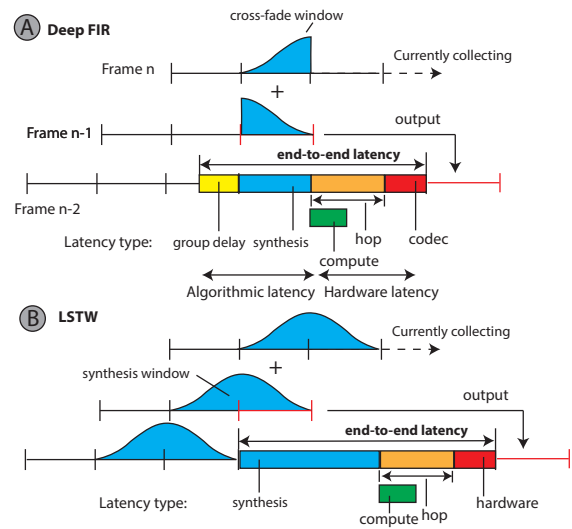 A Deep FIR
cross-fade window
Frame n
Currently collecting
+
Frame n-1
output
end-to-end latency
Frame n-2
Latency type:
group delay
synthesis
hop
codec
compute
Algorithmic latency
Hardware latency
B LSTW
Currently collecting
+
synthesis window
output
end-to-end latency
Latency type:
synthesis
compute
hop
hardware